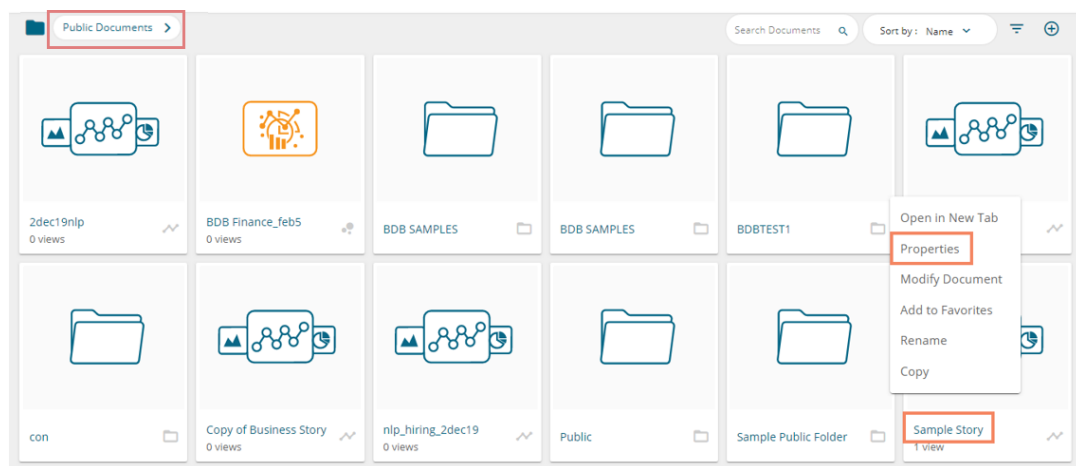 Public Documents
Search Documents
Sort by : Name
2dec19nlp
0 views
BDB Finance_feb5
0 views
BDB SAMPLES
BDB SAMPLES
BDBTEST1
Open in New Tab
Properties
Modify Document
Add to Favorites
Rename
Copy
con
Copy of Business Story
0 views
nlp_hiring_2dec19
0 views
Public
Sample Public Folder
Sample Story
1 view